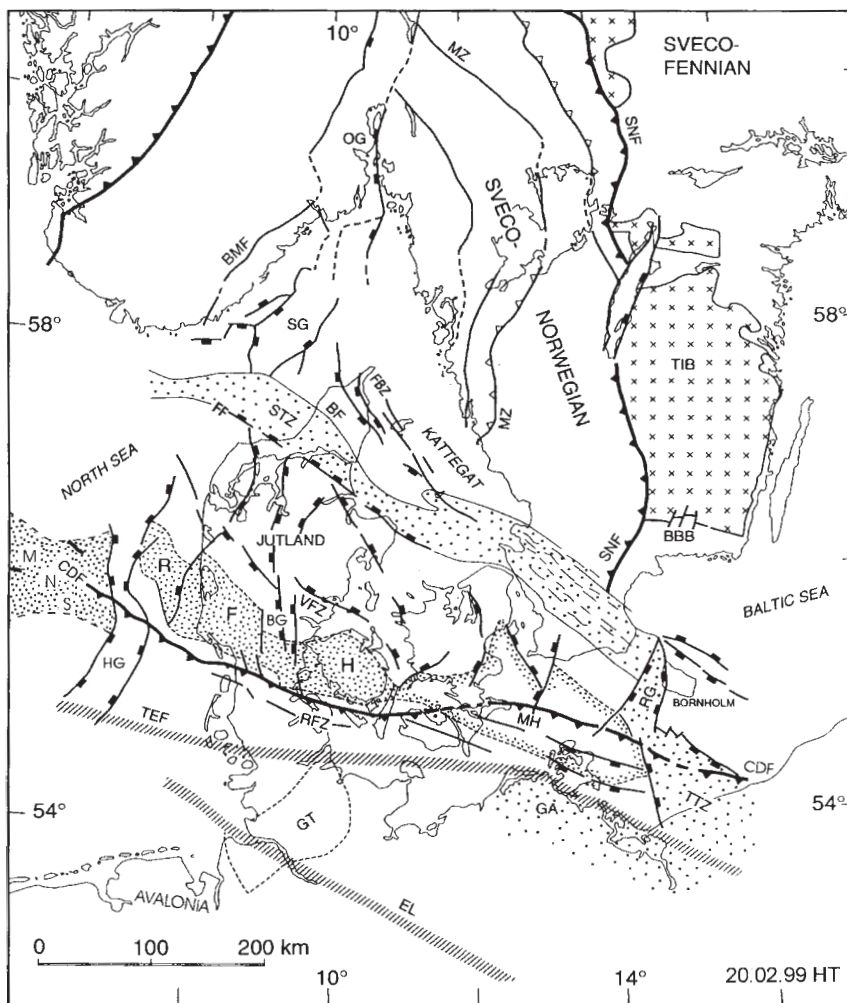 10°
MZ
SVECO-
FENNIAN
OG
SNF
SVECO-
BMF
58°
58°
SG
NORWEGIAN
TIB
FBZ
STZ
BF
FF
MZ
KATTEGAT
NORTH SEA
JUTLAND
BBB
SNF
M
N
S
CDF
R
F
BG
VFZ
H
BALTIC SEA
HG
RG
BORNHOLM
MH
RFZ
TEF
CDF
TTZ
54°
54°
GA
GT
AVALONIA
EL
0 100 200 km
10°
14°
20.02.99 HT